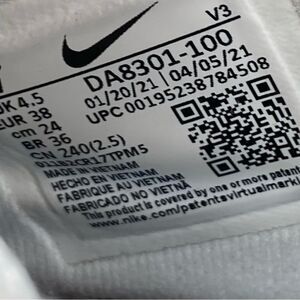 V3
DA8301-100
UK 4.5
01/20/21 04/05/21
EUR 38
UPC 00195238784508
cm 24
BR 36
CN 240(2.5)
MADE IN VIETNAM
HECHO EN VIETNAM
FABRIQUE AU VIETNAM
FABRICADO NO VIETNA
This product is covered by one or more patents
www.nike.com/patents